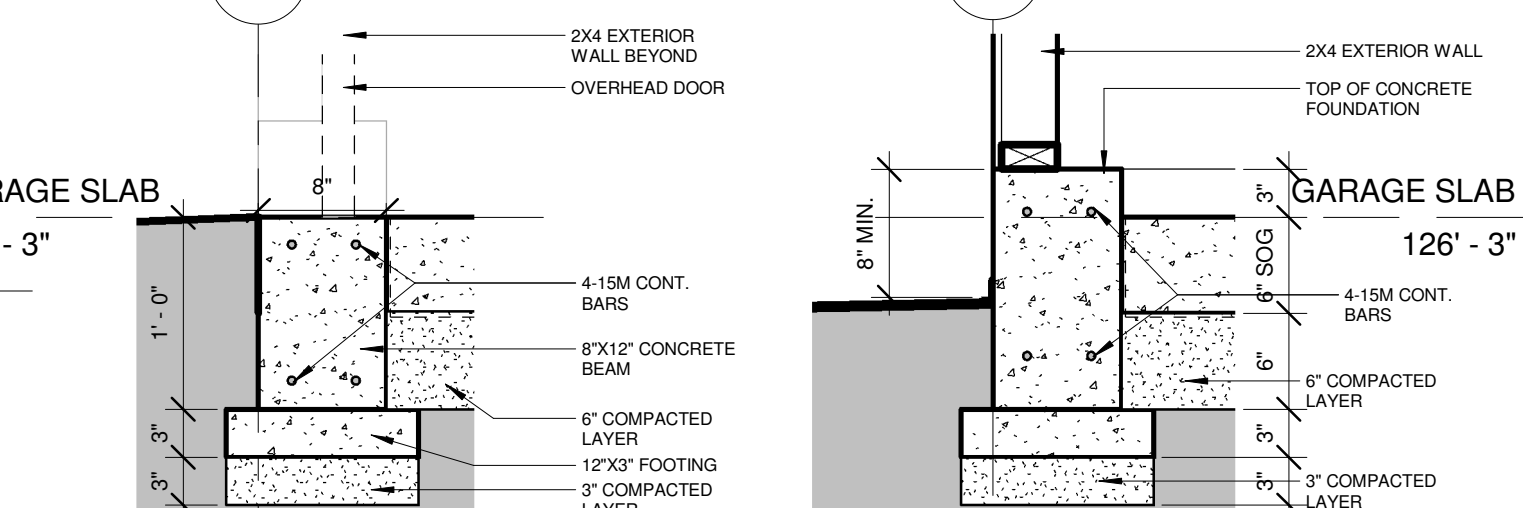 2X4 EXTERIOR
WALL BEYOND
OVERHEAD DOOR
RAGE SLAB
- 3"
8"
1' - 0"
3"
3"
4-15M CONT.
BARS
8"X12" CONCRETE
BEAM
6" COMPACTED
LAYER
12"X3" FOOTING
3" COMPACTED
LAYER
2X4 EXTERIOR WALL
TOP OF CONCRETE
FOUNDATION
8" MIN.
3"
6" SOG
6"
3"
3"
GARAGE SLAB
126' - 3"
4-15M CONT.
BARS
6" COMPACTED
LAYER
3" COMPACTED
LAYER